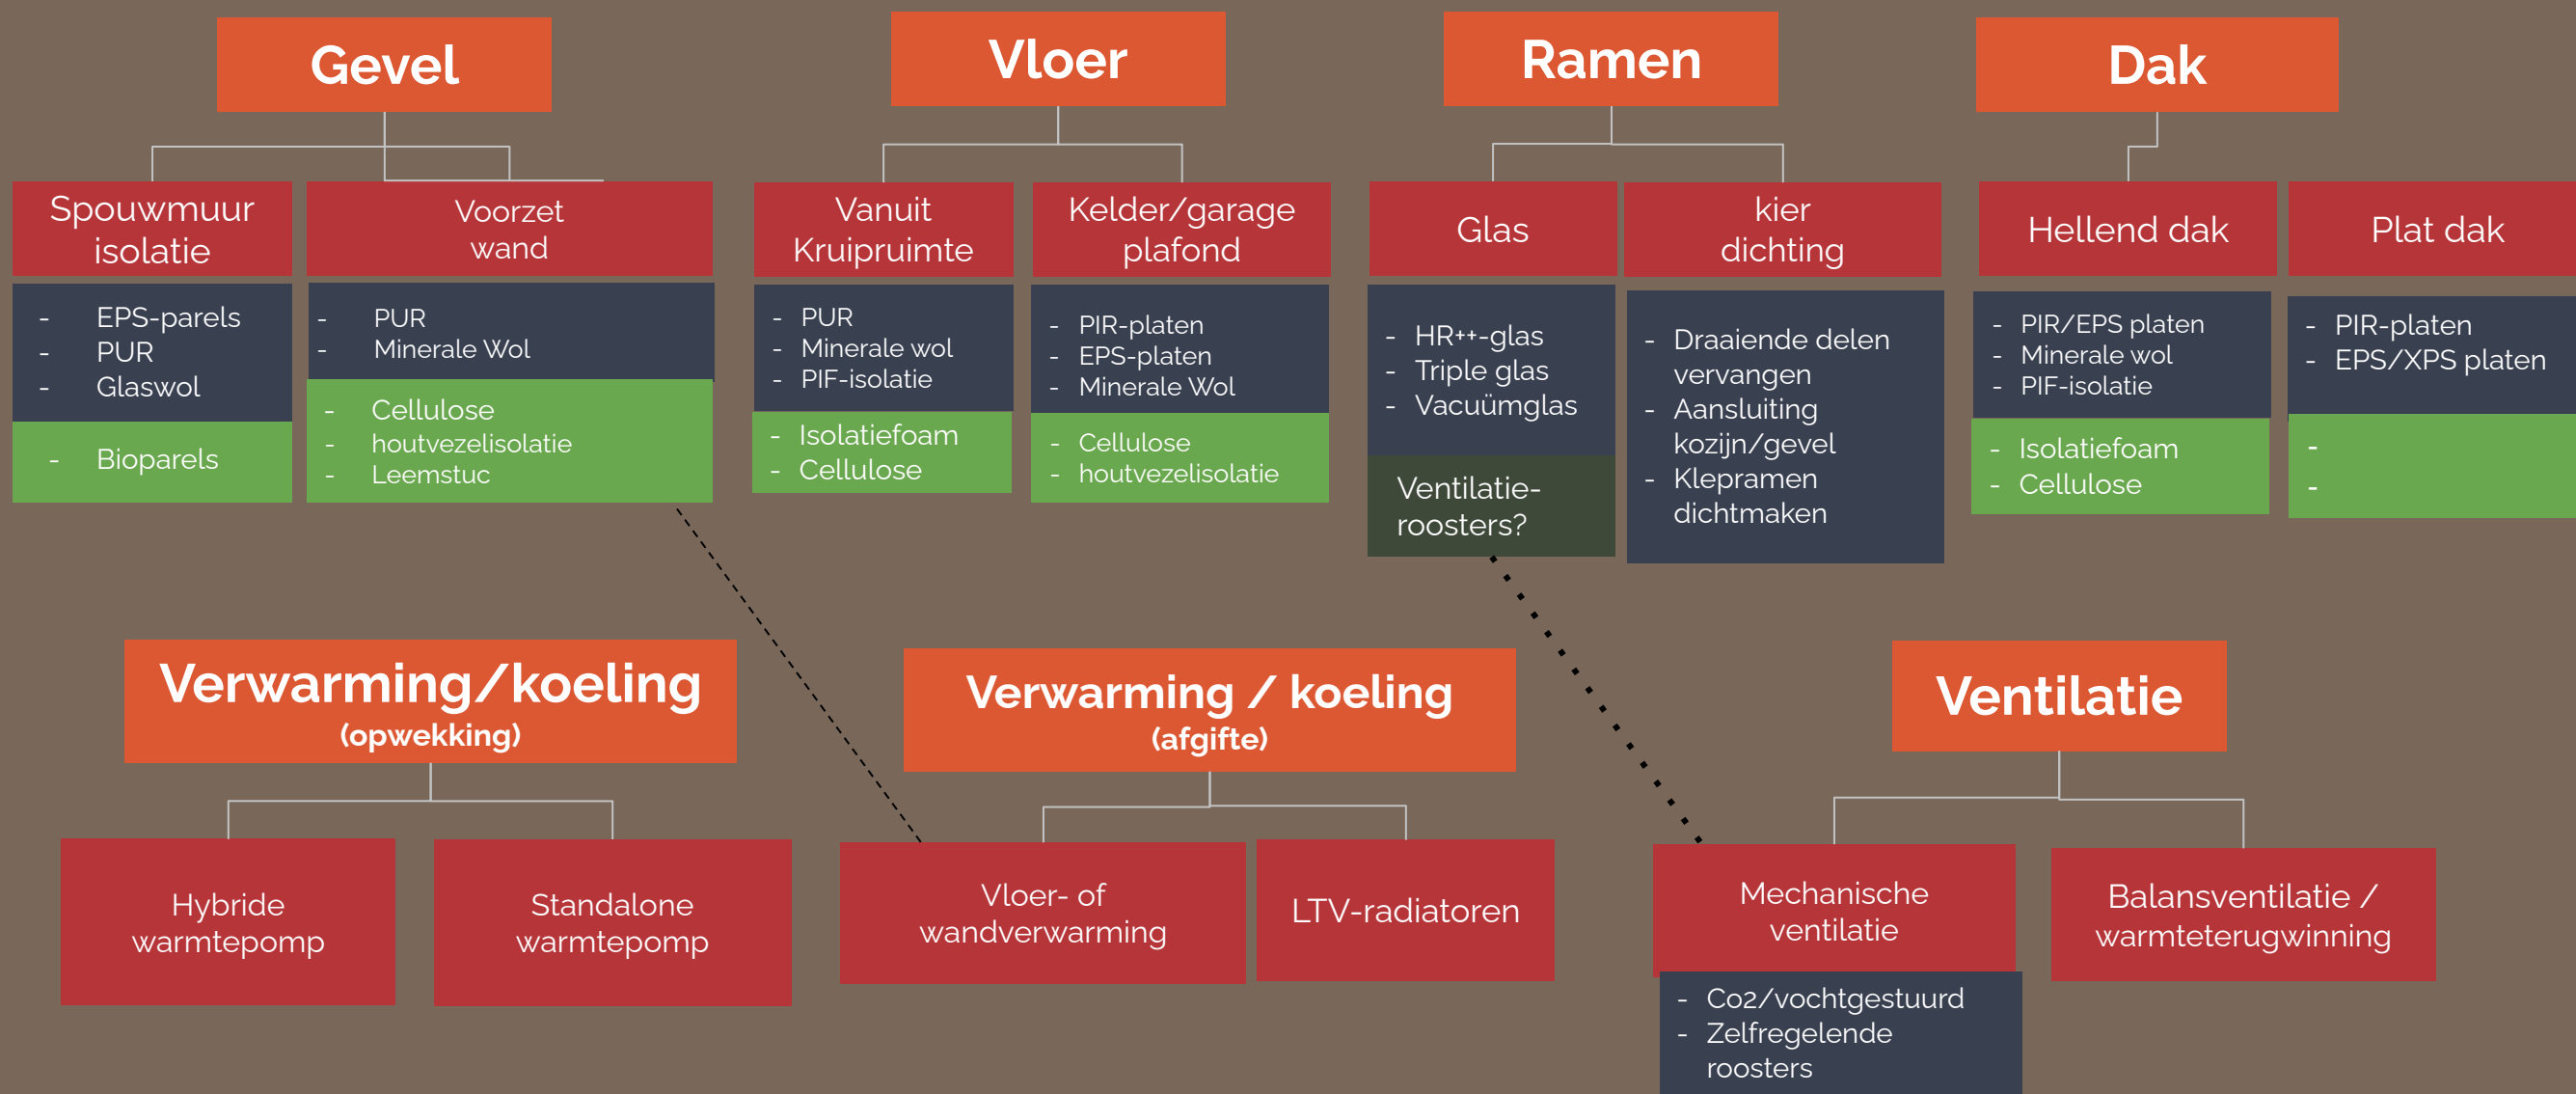 Gevel
Spouwmuur
isolatie
- EPS-parels
- PUR
- Glaswol
- Bioparels
Voorzet
wand
- PUR
- Minerale Wol
- Cellulose
- houtvezelisolatie
- Leemstuc
Vloer
Vanuit
Kruipruimte
- PUR
- Minerale wol
- PIF-isolatie
- Isolatiefoam
- Cellulose
Kelder/garage
plafond
- PIR-platen
- EPS-platen
- Minerale Wol
- Cellulose
- houtvezelisolatie
Ramen
Glas
- HR++-glas
- Triple glas
- Vacuümglas
Ventilatie-
roosters?
kier
dichting
- Draaiende delen
vervangen
- Aansluiting
kozijn/gevel
- Klepramen
dichtmaken
Dak
Hellend dak
- PIR/EPS platen
- Minerale wol
- PIF-isolatie
- Isolatiefoam
- Cellulose
Plat dak
- PIR-platen
- EPS/XPS platen
-
-
Verwarming/koeling
(opwekking)
Hybride
warmtepomp
Standalone
warmtepomp
Verwarming / koeling
(afgifte)
Vloer- of
wandverwarming
LTV-radiatoren
Ventilatie
Mechanische
ventilatie
- Co2/vochtgestuurd
- Zelfregelende
roosters
Balansventilatie /
warmteterugwinning